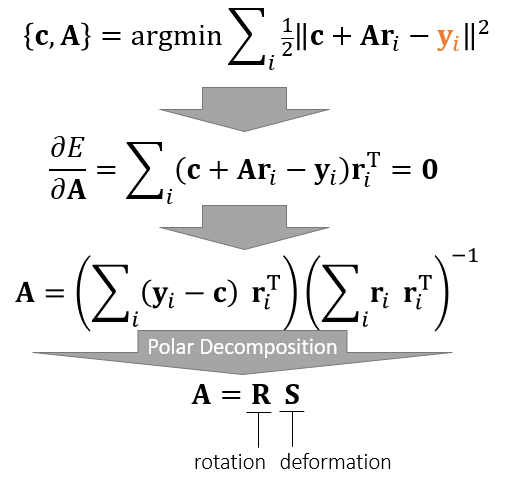 {c, A} = argmin ∑ᵢ ½‖c + Arᵢ − yᵢ‖²
∂E/∂A = ∑ᵢ(c + Arᵢ − yᵢ)rᵢᵀ = 0
A = (∑ᵢ(yᵢ − c) rᵢᵀ)(∑ᵢ rᵢ rᵢᵀ)⁻¹
Polar Decomposition
A = R S
rotation deformation